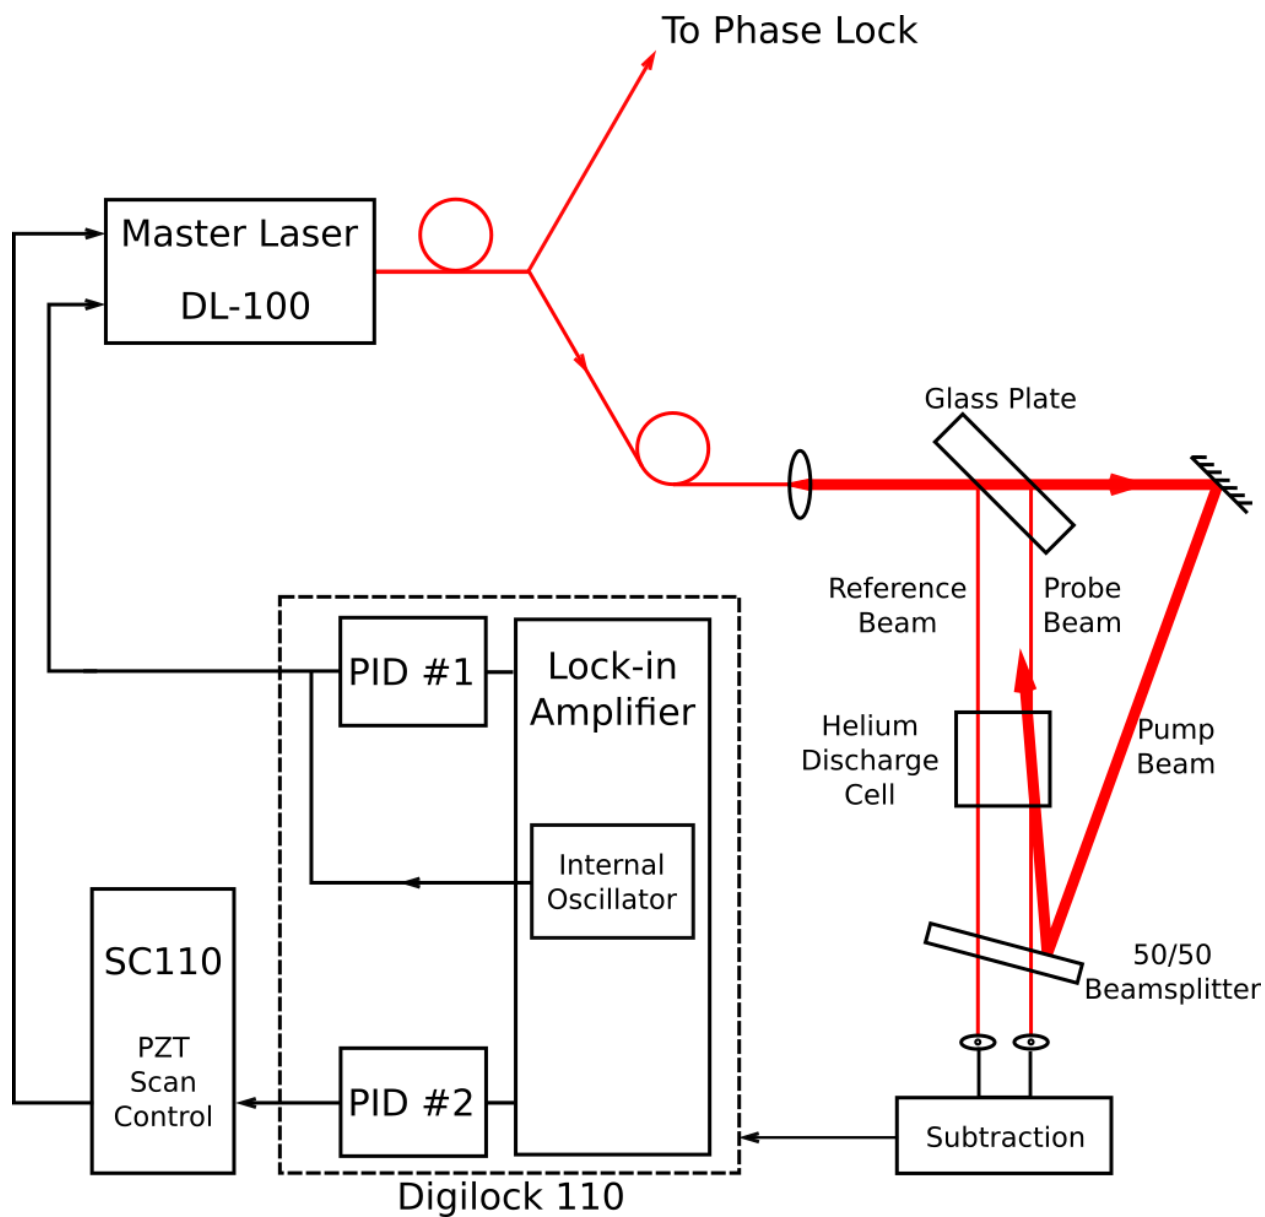 To Phase Lock
Master Laser
DL-100
Glass Plate
Reference
Beam
Probe
Beam
PID #1
Lock-in
Amplifier
Helium
Discharge
Cell
Pump
Beam
Internal
Oscillator
SC110
PZT
Scan
Control
50/50
Beamsplitter
PID #2
Subtraction
Digilock 110